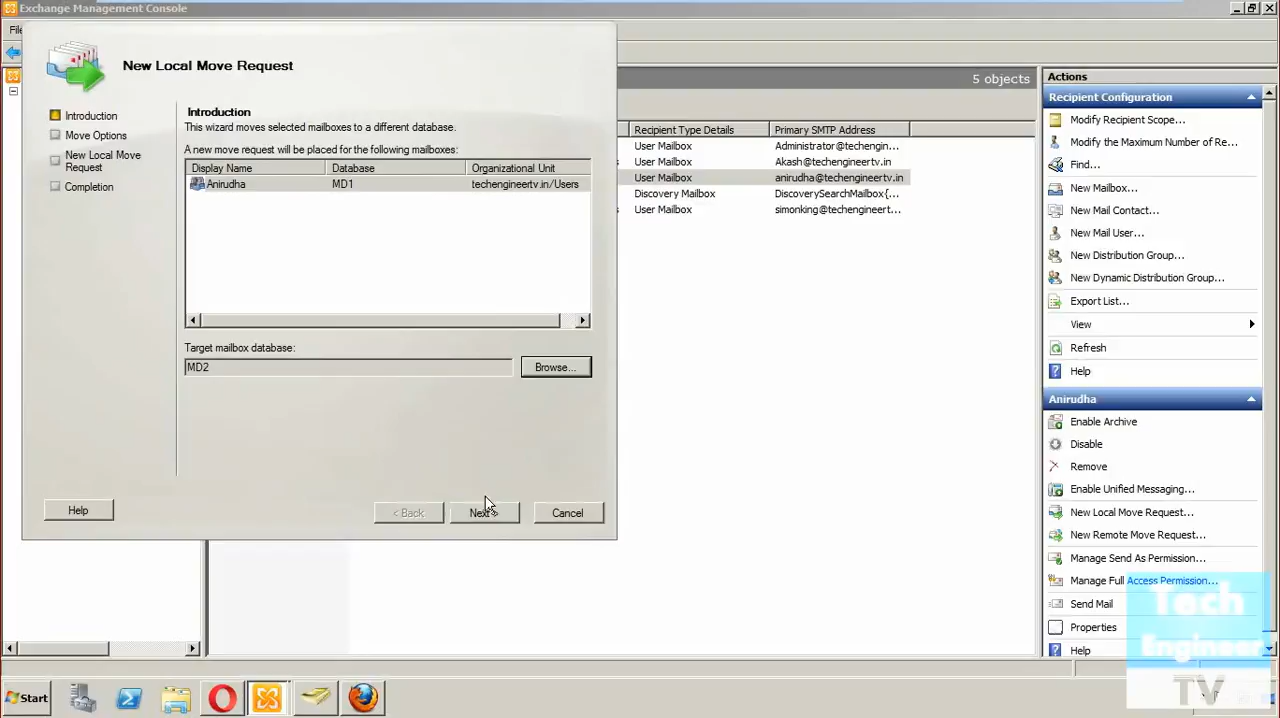 Exchange Management Console
Fil
New Local Move Request
Introduction
Move Options
New Local Move
Request
Completion
Introduction
This wizard moves selected mailboxes to a different database.
A new move request will be placed for the following mailboxes:
Display Name Database Organizational Unit
Anirudha MD1 techengineertv.in/Users
Target mailbox database:
MD2 Browse...
Help < Back Next > Cancel
5 objects
Recipient Type Details Primary SMTP Address
User Mailbox Administrator@techengin...
User Mailbox Akash@techengineertv.in
User Mailbox anirudha@techengineertv.in
Discovery Mailbox DiscoverySearchMailbox{...
User Mailbox simonking@techengineert...
Actions
Recipient Configuration
Modify Recipient Scope...
Modify the Maximum Number of Re...
Find...
New Mailbox...
New Mail Contact...
New Mail User...
New Distribution Group...
New Dynamic Distribution Group...
Export List...
View
Refresh
Help
Anirudha
Enable Archive
Disable
Remove
Enable Unified Messaging...
New Local Move Request...
New Remote Move Request...
Manage Send As Permission...
Manage Full Access Permission...
Send Mail
Properties
Help
Tech
Engineer
TV
Start